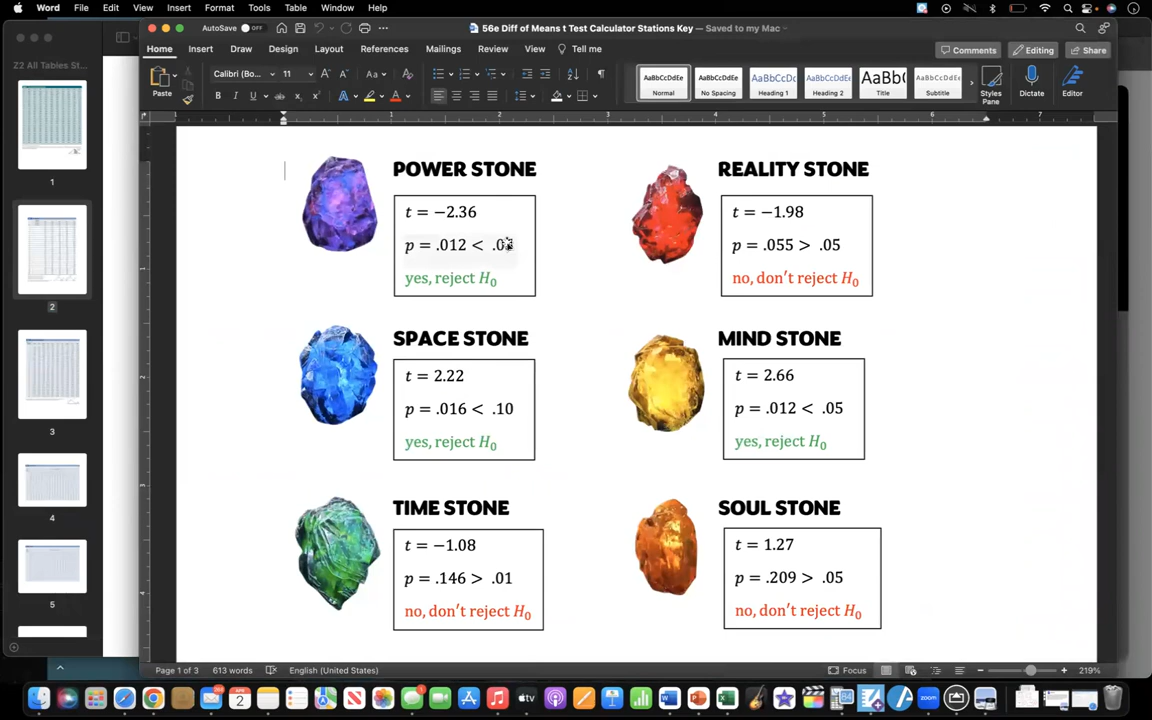 Word File Edit View Insert Format Tools Table Window Help
AutoSave OFF
56e Diff of Means t Test Calculator Stations Key — Saved to my Mac
Home Insert Draw Design Layout References Mailings Review View Tell me
Comments Editing Share
Paste
Calibri (Bo... 11
AaBbCcDdEe Normal
AaBbCcDdEe No Spacing
AaBbCcDc Heading 1
AaBbCcDdEe Heading 2
AaBb( Title
AaBbCcDdEe Subtitle
Styles Pane
Dictate
Editor
Z2 All Tables St...
1
2
3
4
5
POWER STONE
t = −2.36
p = .012 <
yes, reject H₀
REALITY STONE
t = −1.98
p = .055 > .05
no, don't reject H₀
SPACE STONE
t = 2.22
p = .016 < .10
yes, reject H₀
MIND STONE
t = 2.66
p = .012 < .05
yes, reject H₀
TIME STONE
t = −1.08
p = .146 > .01
no, don't reject H₀
SOUL STONE
t = 1.27
p = .209 > .05
no, don't reject H₀
Page 1 of 3 613 words English (United States) Focus 219%